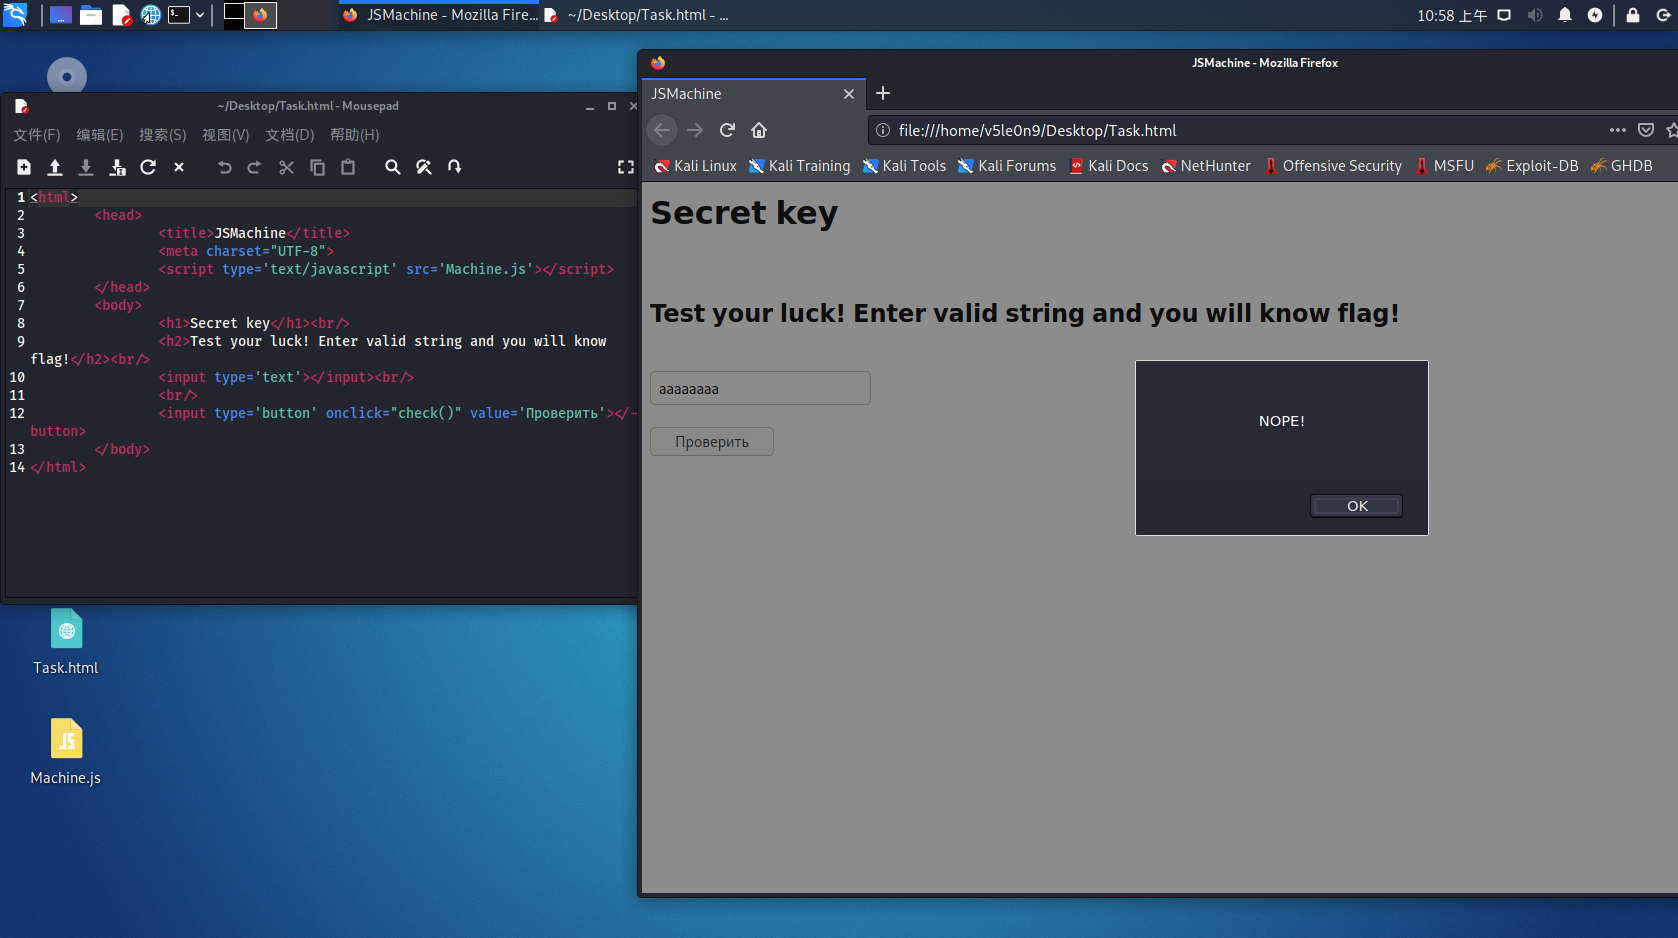 JSMachine - Mozilla Fire...
~/Desktop/Task.html - ...
10:58 上午
~/Desktop/Task.html - Mousepad
文件(F) 编辑(E) 搜索(S) 视图(V) 文档(D) 帮助(H)
1 <html>
2 <head>
3 <title>JSMachine</title>
4 <meta charset="UTF-8">
5 <script type='text/javascript' src='Machine.js'></script>
6 </head>
7 <body>
8 <h1>Secret key</h1><br/>
9 <h2>Test your luck! Enter valid string and you will know
flag!</h2><br/>
10 <input type='text'></input><br/>
11 <br/>
12 <input type='button' onclick="check()" value='Проверить'></-
button>
13 </body>
14 </html>
Task.html
JS
Machine.js
JSMachine - Mozilla Firefox
JSMachine
file:///home/v5le0n9/Desktop/Task.html
Kali Linux Kali Training Kali Tools Kali Forums Kali Docs NetHunter Offensive Security MSFU Exploit-DB GHDB
Secret key
Test your luck! Enter valid string and you will know flag!
aaaaaaaa
Проверить
NOPE!
OK